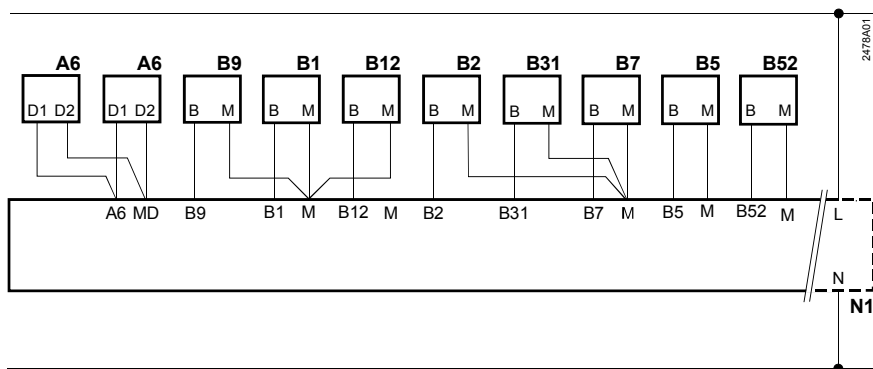 2478A01
A6 A6 B9 B1 B12 B2 B31 B7 B5 B52
D1 D2 D1 D2 B M B M B M B M B M B M B M B M
A6 MD B9 B1 M B12 M B2 B31 B7 M B5 M B52 M L
N
N1